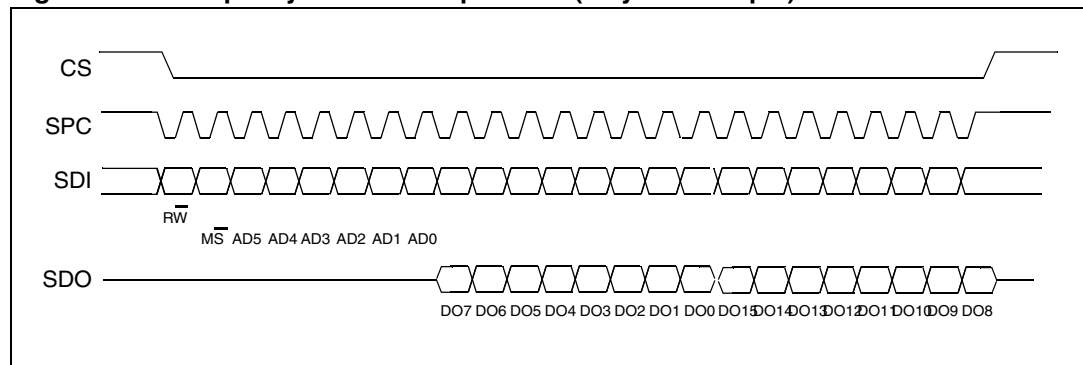 CS
SPC
SDI
RW
MS AD5 AD4 AD3 AD2 AD1 AD0
SDO
DO7 DO6 DO5 DO4 DO3 DO2 DO1 DO0 DO15 DO14 DO13 DO12 DO11 DO10 DO9 DO8